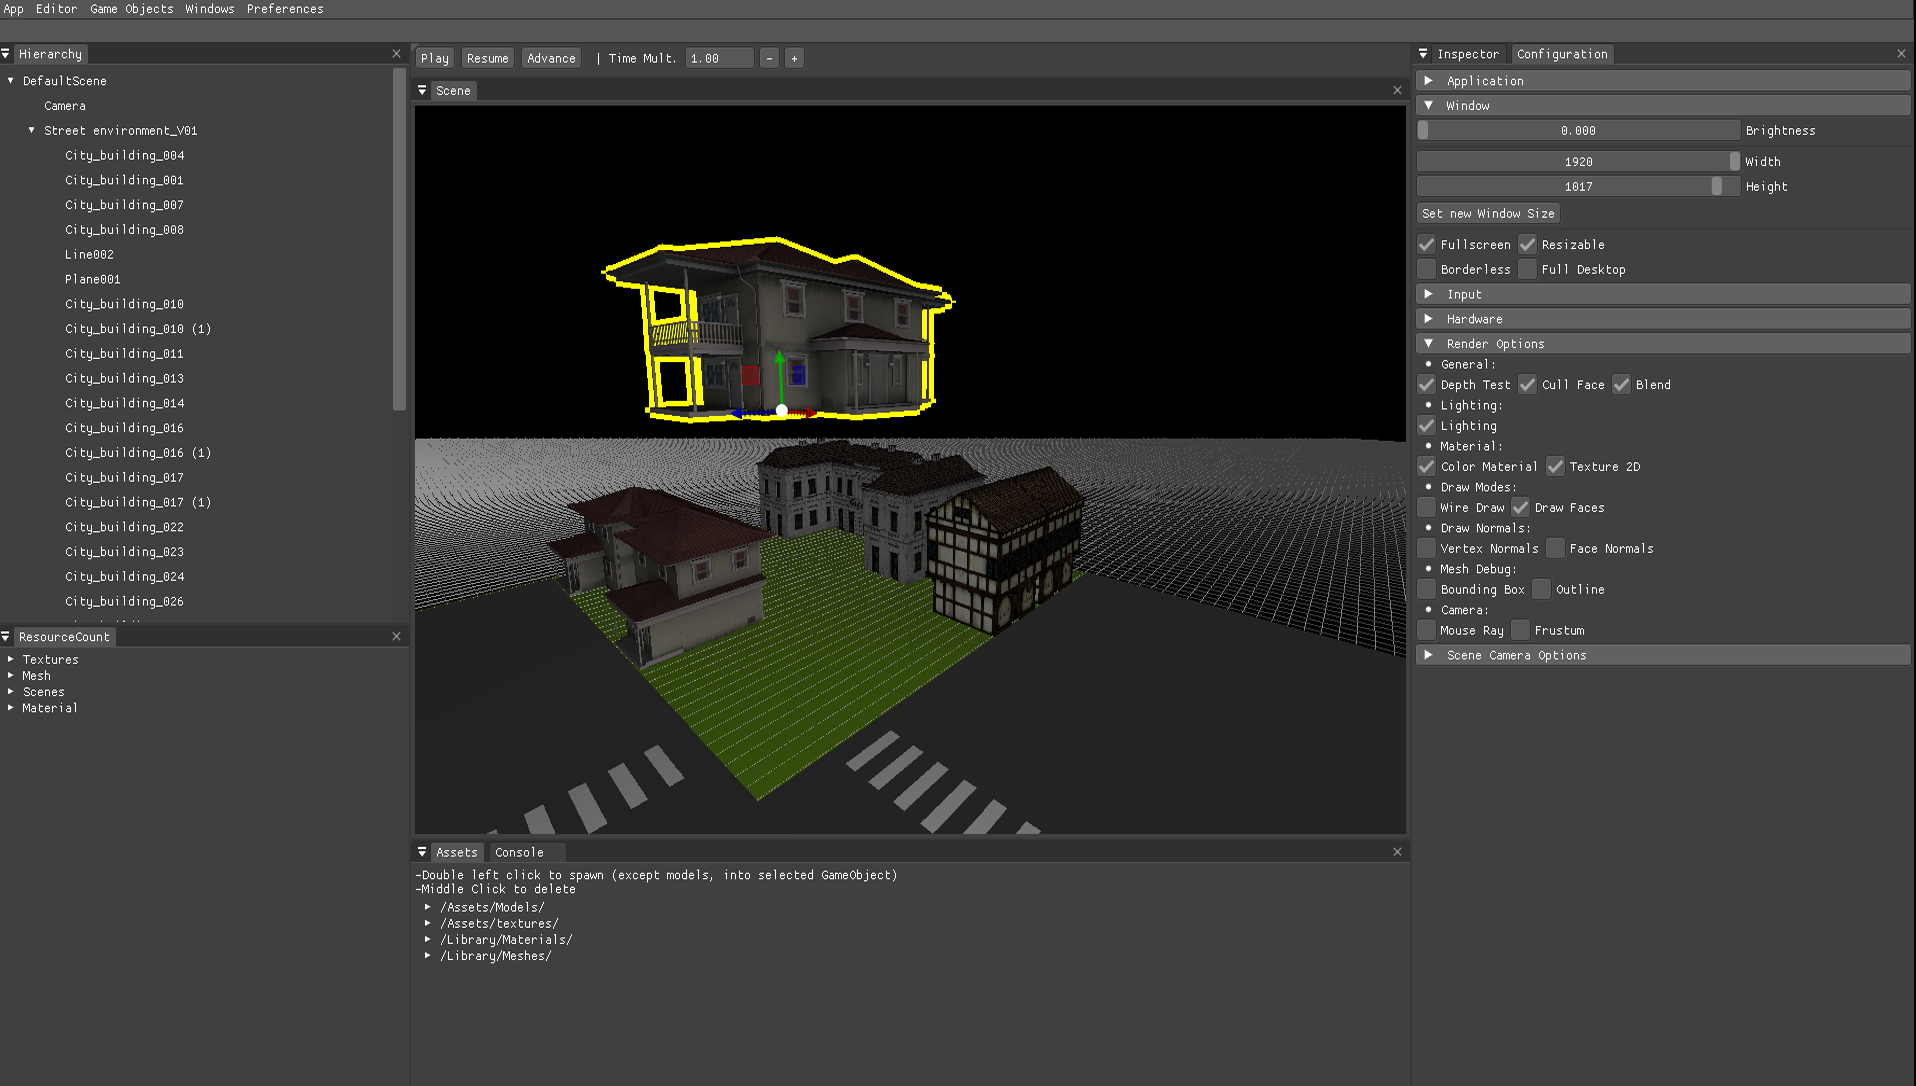 App Editor Game Objects Windows Preferences
Hierarchy
DefaultScene
Camera
Street environment_V01
City_building_004
City_building_001
City_building_007
City_building_008
Line002
Plane001
City_building_010
City_building_010 (1)
City_building_011
City_building_013
City_building_014
City_building_016
City_building_016 (1)
City_building_017
City_building_017 (1)
City_building_022
City_building_023
City_building_024
City_building_026
ResourceCount
Textures
Mesh
Scenes
Material
Play Resume Advance | Time Mult. 1.00 - +
Scene
Assets Console
-Double left click to spawn (except models, into selected GameObject)
-Middle Click to delete
/Assets/Models/
/Assets/textures/
/Library/Materials/
/Library/Meshes/
Inspector Configuration
Application
Window
0.000 Brightness
1920 Width
1017 Height
Set new Window Size
Fullscreen Resizable
Borderless Full Desktop
Input
Hardware
Render Options
General:
Depth Test Cull Face Blend
Lighting:
Lighting
Material:
Color Material Texture 2D
Draw Modes:
Wire Draw Draw Faces
Draw Normals:
Vertex Normals Face Normals
Mesh Debug:
Bounding Box Outline
Camera:
Mouse Ray Frustum
Scene Camera Options